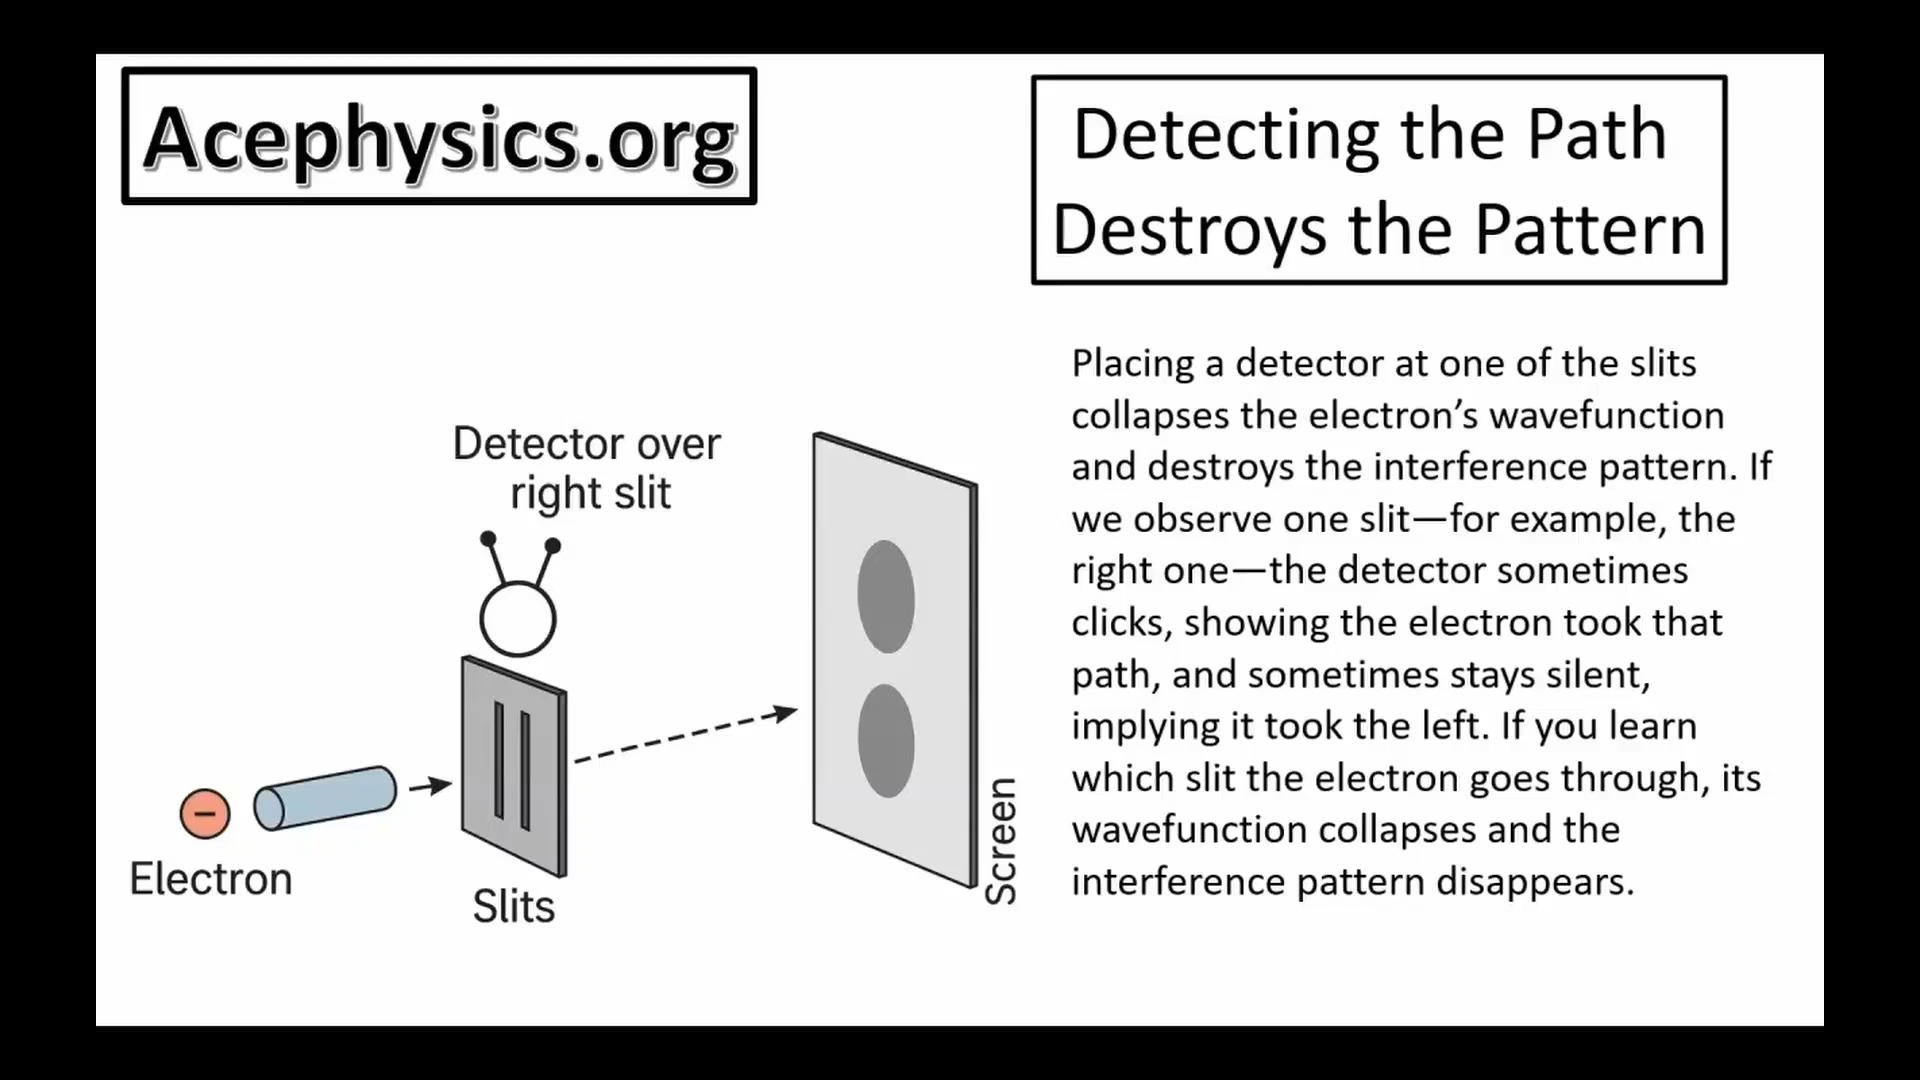 Acephysics.org
Detecting the Path
Destroys the Pattern
Placing a detector at one of the slits
collapses the electron’s wavefunction
and destroys the interference pattern. If
we observe one slit—for example, the
right one—the detector sometimes
clicks, showing the electron took that
path, and sometimes stays silent,
implying it took the left. If you learn
which slit the electron goes through, its
wavefunction collapses and the
interference pattern disappears.
Detector over
right slit
Electron
Slits
Screen